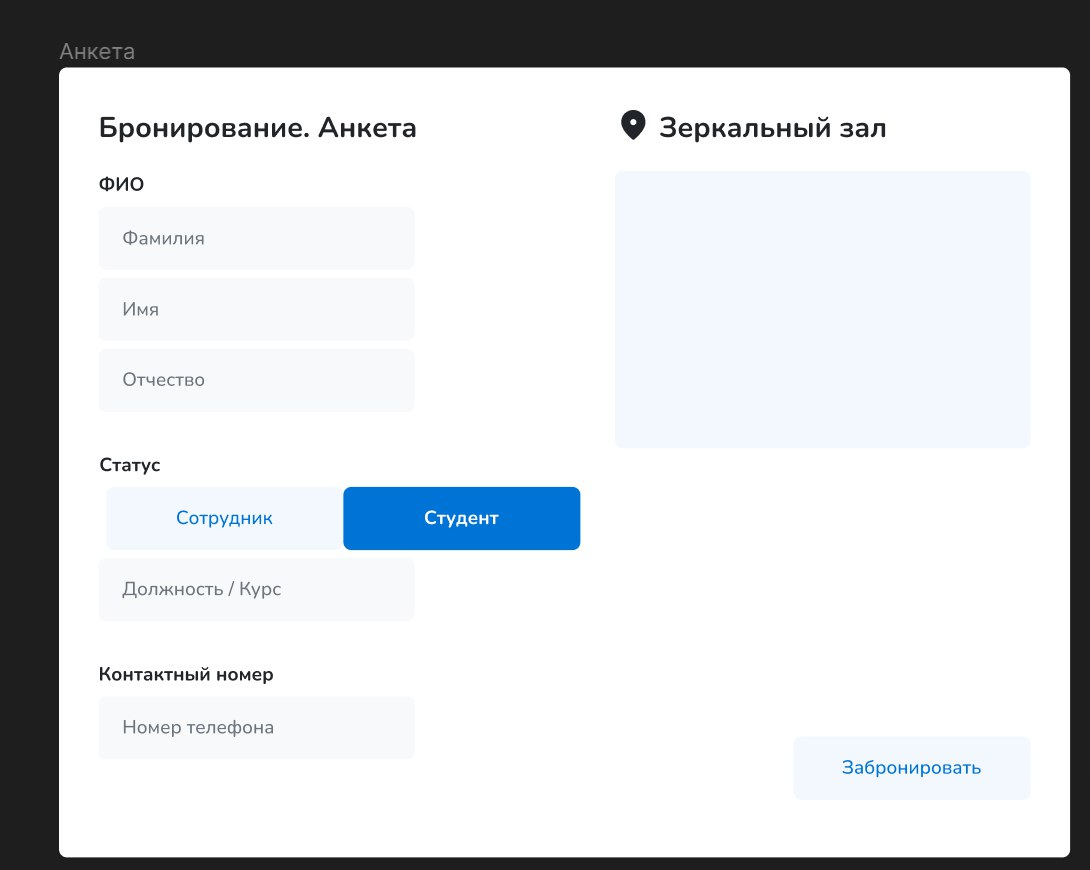 Анкета
Бронирование. Анкета
ФИО
Фамилия
Имя
Отчество
Статус
Сотрудник
Студент
Должность / Курс
Контактный номер
Номер телефона
Зеркальный зал
Забронировать